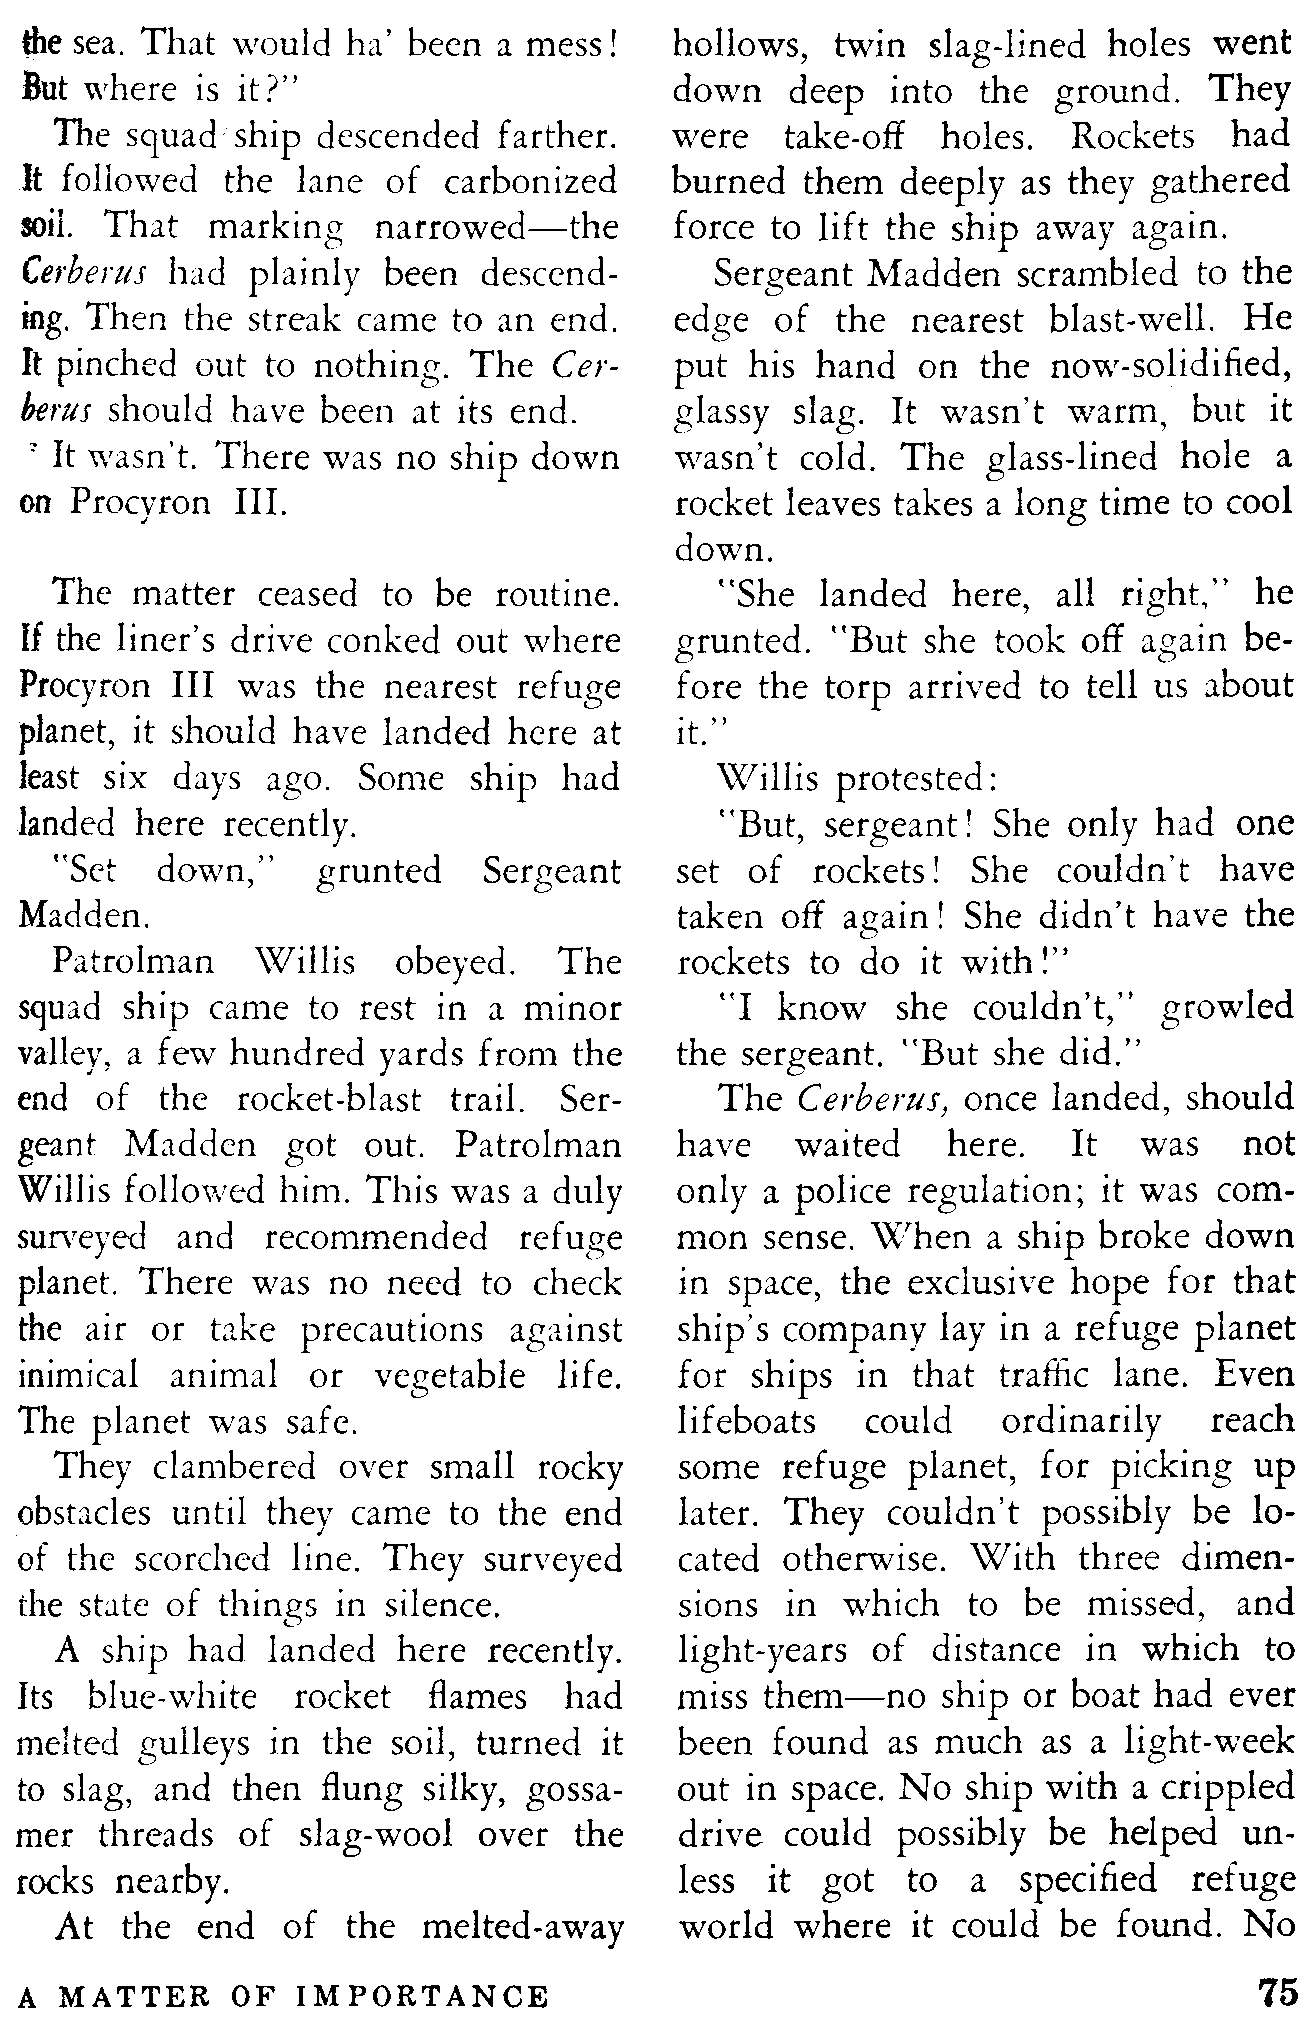 the sea. That would ha' been a mess!
But where is it?"
The squad ship descended farther.
It followed the lane of carbonized
soil. That marking narrowed—the
Cerberus had plainly been descend-
ing. Then the streak came to an end.
It pinched out to nothing. The Cer-
berus should have been at its end.
It wasn't. There was no ship down
on Procyron III.
The matter ceased to be routine.
If the liner's drive conked out where
Procyron III was the nearest refuge
planet, it should have landed here at
least six days ago. Some ship had
landed here recently.
"Set down," grunted Sergeant
Madden.
Patrolman Willis obeyed. The
squad ship came to rest in a minor
valley, a few hundred yards from the
end of the rocket-blast trail. Ser-
geant Madden got out. Patrolman
Willis followed him. This was a duly
surveyed and recommended refuge
planet. There was no need to check
the air or take precautions against
inimical animal or vegetable life.
The planet was safe.
They clambered over small rocky
obstacles until they came to the end
of the scorched line. They surveyed
the state of things in silence.
A ship had landed here recently.
Its blue-white rocket flames had
melted gulleys in the soil, turned it
to slag, and then flung silky, gossa-
mer threads of slag-wool over the
rocks nearby.
At the end of the melted-away
hollows, twin slag-lined holes went
down deep into the ground. They
were take-off holes. Rockets had
burned them deeply as they gathered
force to lift the ship away again.
Sergeant Madden scrambled to the
edge of the nearest blast-well. He
put his hand on the now-solidified,
glassy slag. It wasn't warm, but it
wasn't cold. The glass-lined hole a
rocket leaves takes a long time to cool
down.
"She landed here, all right," he
grunted. "But she took off again be-
fore the torp arrived to tell us about
it."
Willis protested:
"But, sergeant! She only had one
set of rockets! She couldn't have
taken off again! She didn't have the
rockets to do it with!"
"I know she couldn't," growled
the sergeant. "But she did."
The Cerberus, once landed, should
have waited here. It was not
only a police regulation; it was com-
mon sense. When a ship broke down
in space, the exclusive hope for that
ship's company lay in a refuge planet
for ships in that traffic lane. Even
lifeboats could ordinarily reach
some refuge planet, for picking up
later. They couldn't possibly be lo-
cated otherwise. With three dimen-
sions in which to be missed, and
light-years of distance in which to
miss them—no ship or boat had ever
been found as much as a light-week
out in space. No ship with a crippled
drive could possibly be helped un-
less it got to a specified refuge
world where it could be found. No
A MATTER OF IMPORTANCE
75